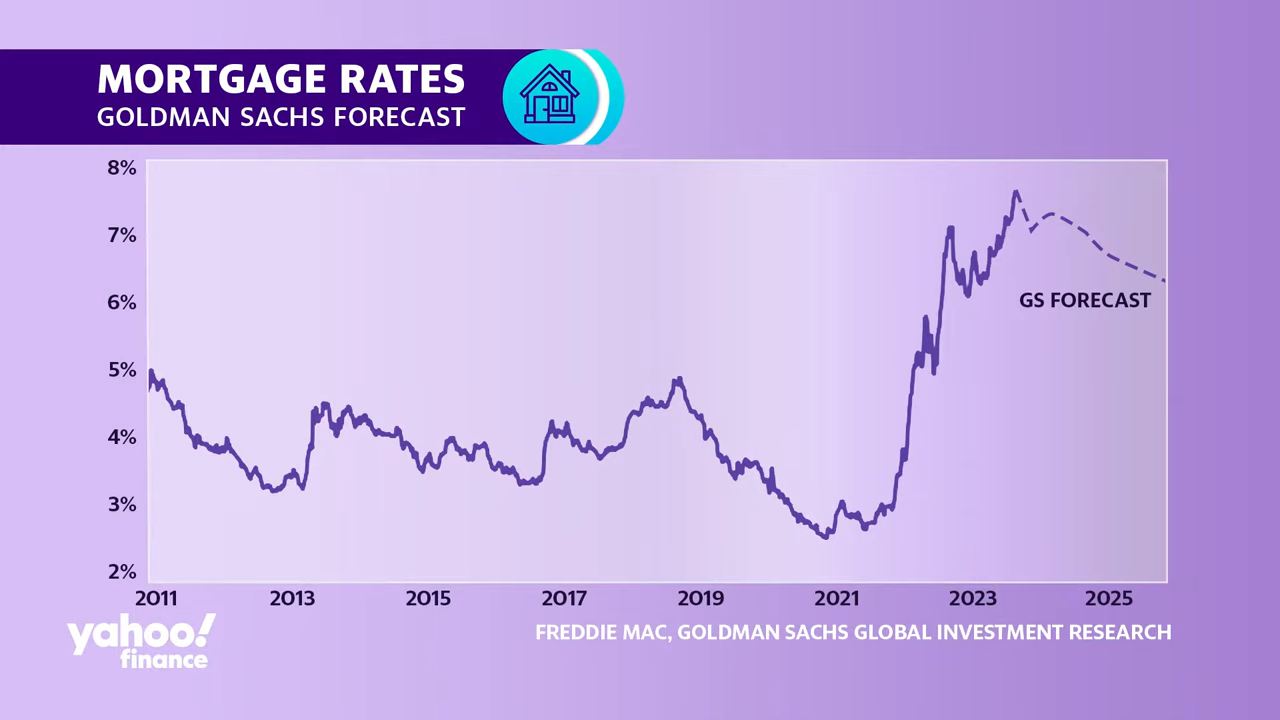 MORTGAGE RATES
GOLDMAN SACHS FORECAST
8%
7%
6%
5%
4%
3%
2%
GS FORECAST
2011 2013 2015 2017 2019 2021 2023 2025
FREDDIE MAC, GOLDMAN SACHS GLOBAL INVESTMENT RESEARCH
yahoo!
finance